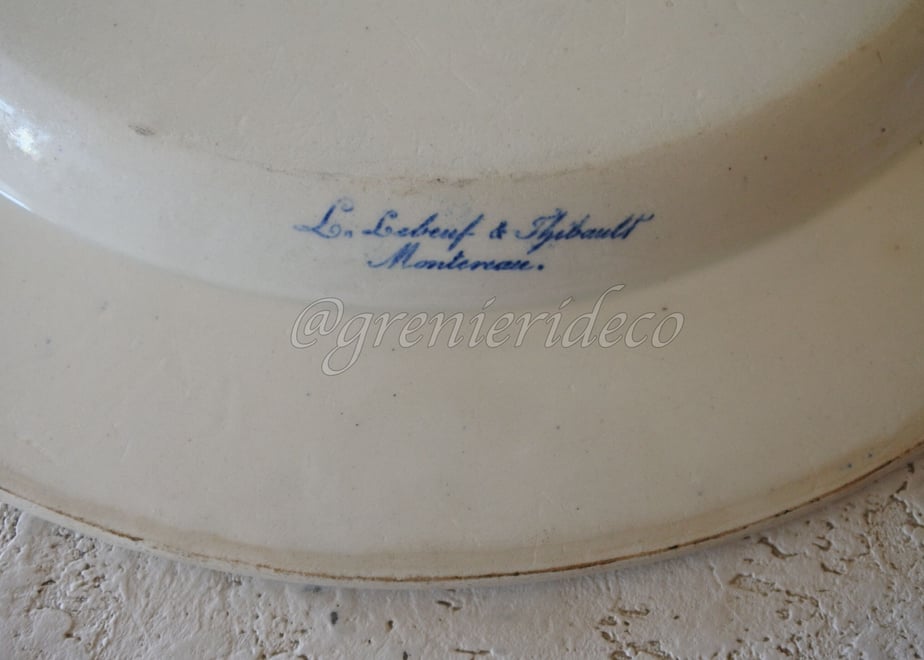 L. Lebeuf & Thibault
Montereau.
@grenierideco